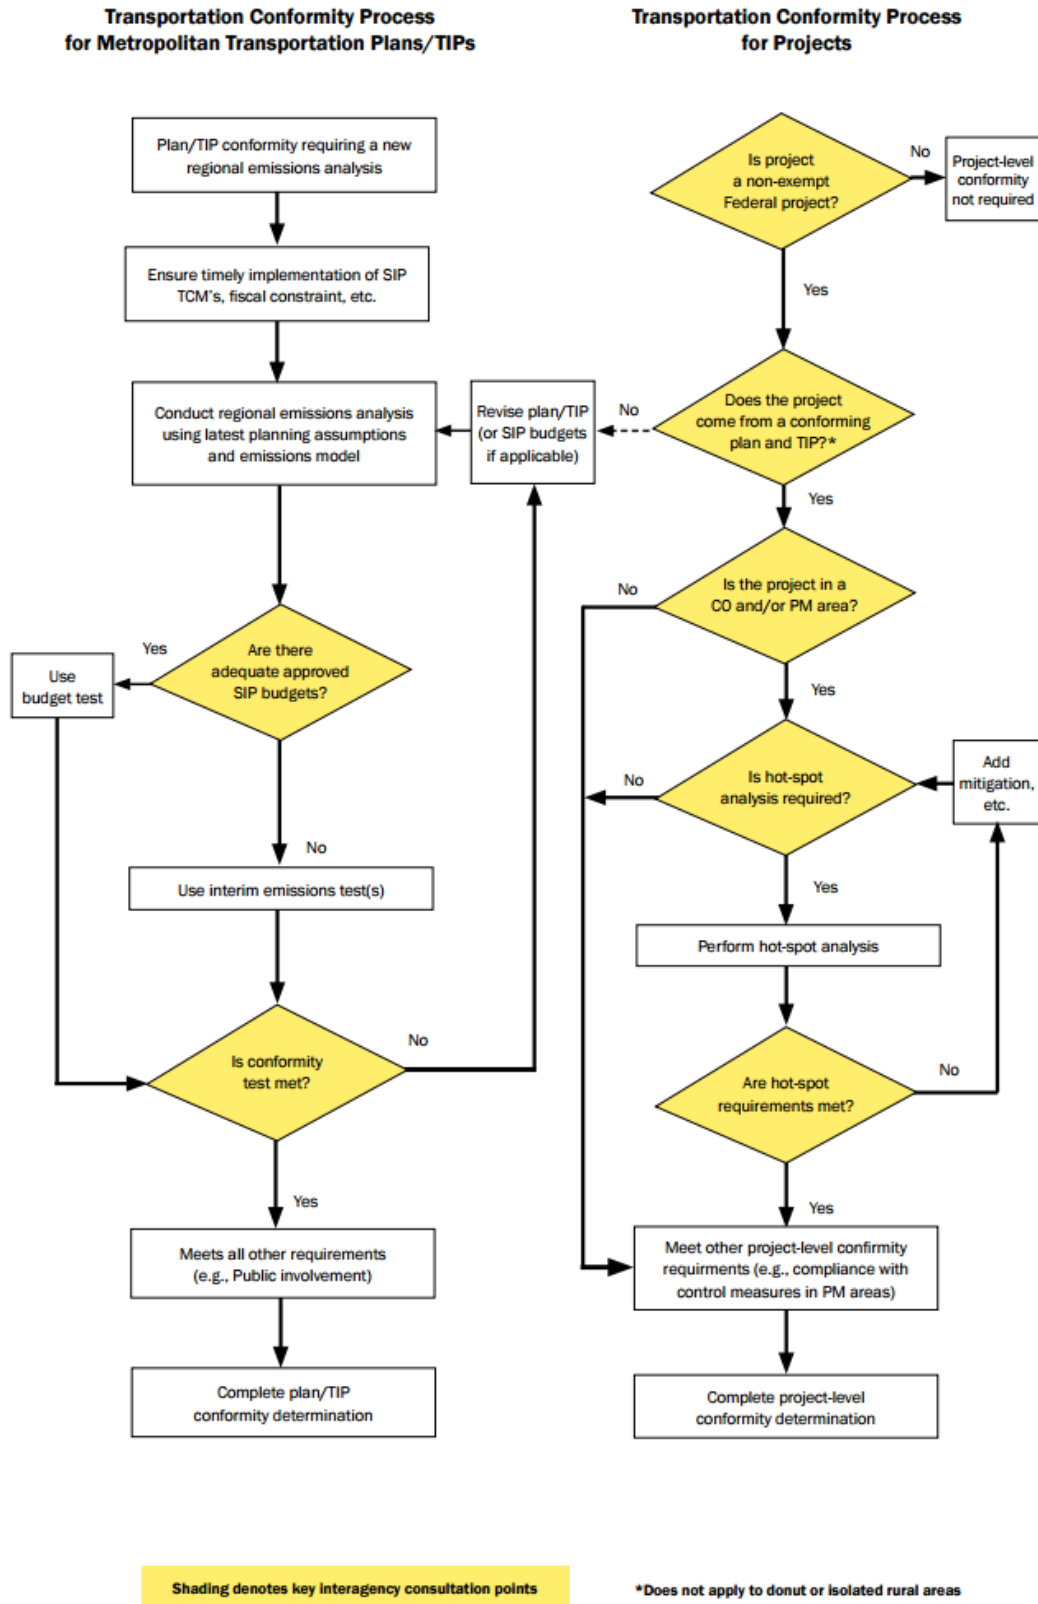 Transportation Conformity Process
for Metropolitan Transportation Plans/TIPs
Plan/TIP conformity requiring a new
regional emissions analysis
Ensure timely implementation of SIP
TCM's, fiscal constraint, etc.
Conduct regional emissions analysis
using latest planning assumptions
and emissions model
Revise plan/TIP
(or SIP budgets
if applicable)
Are there
adequate approved
SIP budgets?
Yes
Use
budget test
No
Use interim emissions test(s)
Is conformity
test met?
No
Yes
Meets all other requirements
(e.g., Public involvement)
Complete plan/TIP
conformity determination
Transportation Conformity Process
for Projects
Is project
a non-exempt
Federal project?
No
Project-level
conformity
not required
Yes
Does the project
come from a conforming
plan and TIP?*
No
Yes
Is the project in a
CO and/or PM area?
No
Yes
Is hot-spot
analysis required?
No
Add
mitigation,
etc.
Yes
Perform hot-spot analysis
Are hot-spot
requirements met?
No
Yes
Meet other project-level confirmity
requirments (e.g., compliance with
control measures in PM areas)
Complete project-level
conformity determination
Shading denotes key interagency consultation points
*Does not apply to donut or isolated rural areas